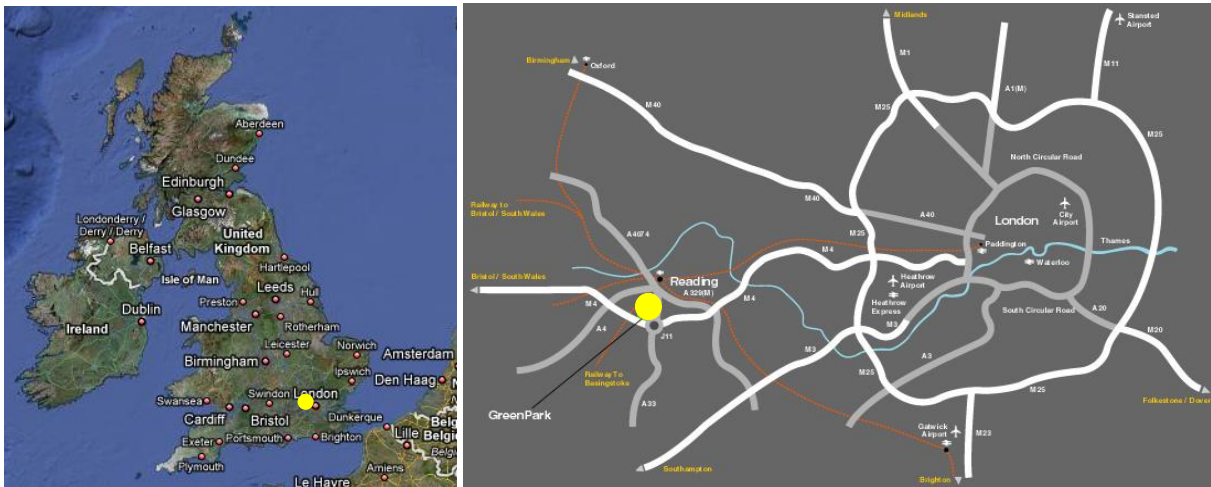 Aberdeen
Dundee
Edinburgh
Glasgow
Londonderry /
Derry / Derry
United
Kingdom
Belfast
Hartlepool
Isle of Man
Leeds
Preston
Hull
Dublin
Ireland
Manchester
Rotherham
Leicester
Norwich
Birmingham
Amsterdam
Ipswich
Den Haag
Swindon
London
Swansea
Cardiff
Bristol
Dunkerque
Exeter
Portsmouth
Brighton
Lille
Plymouth
Amiens
Le Havre
Midlands
Stansted
Airport
Birmingham
Oxford
M1
M11
A1(M)
M40
M25
M25
North Circular Road
M40
A40
London
City
Airport
Railway to
Bristol / South Wales
A4074
M25
Paddington
M4
Thames
Waterloo
Bristol / South Wales
Reading
Heathrow
Airport
A329(M)
M4
M4
Heathrow
Express
South Circular Road
A20
A4
J11
M3
M3
M20
A3
Railway To
Basingstoke
M25
M25
Folkestone / Dover
GreenPark
A33
Gatwick
Airport
M23
Southampton
Brighton